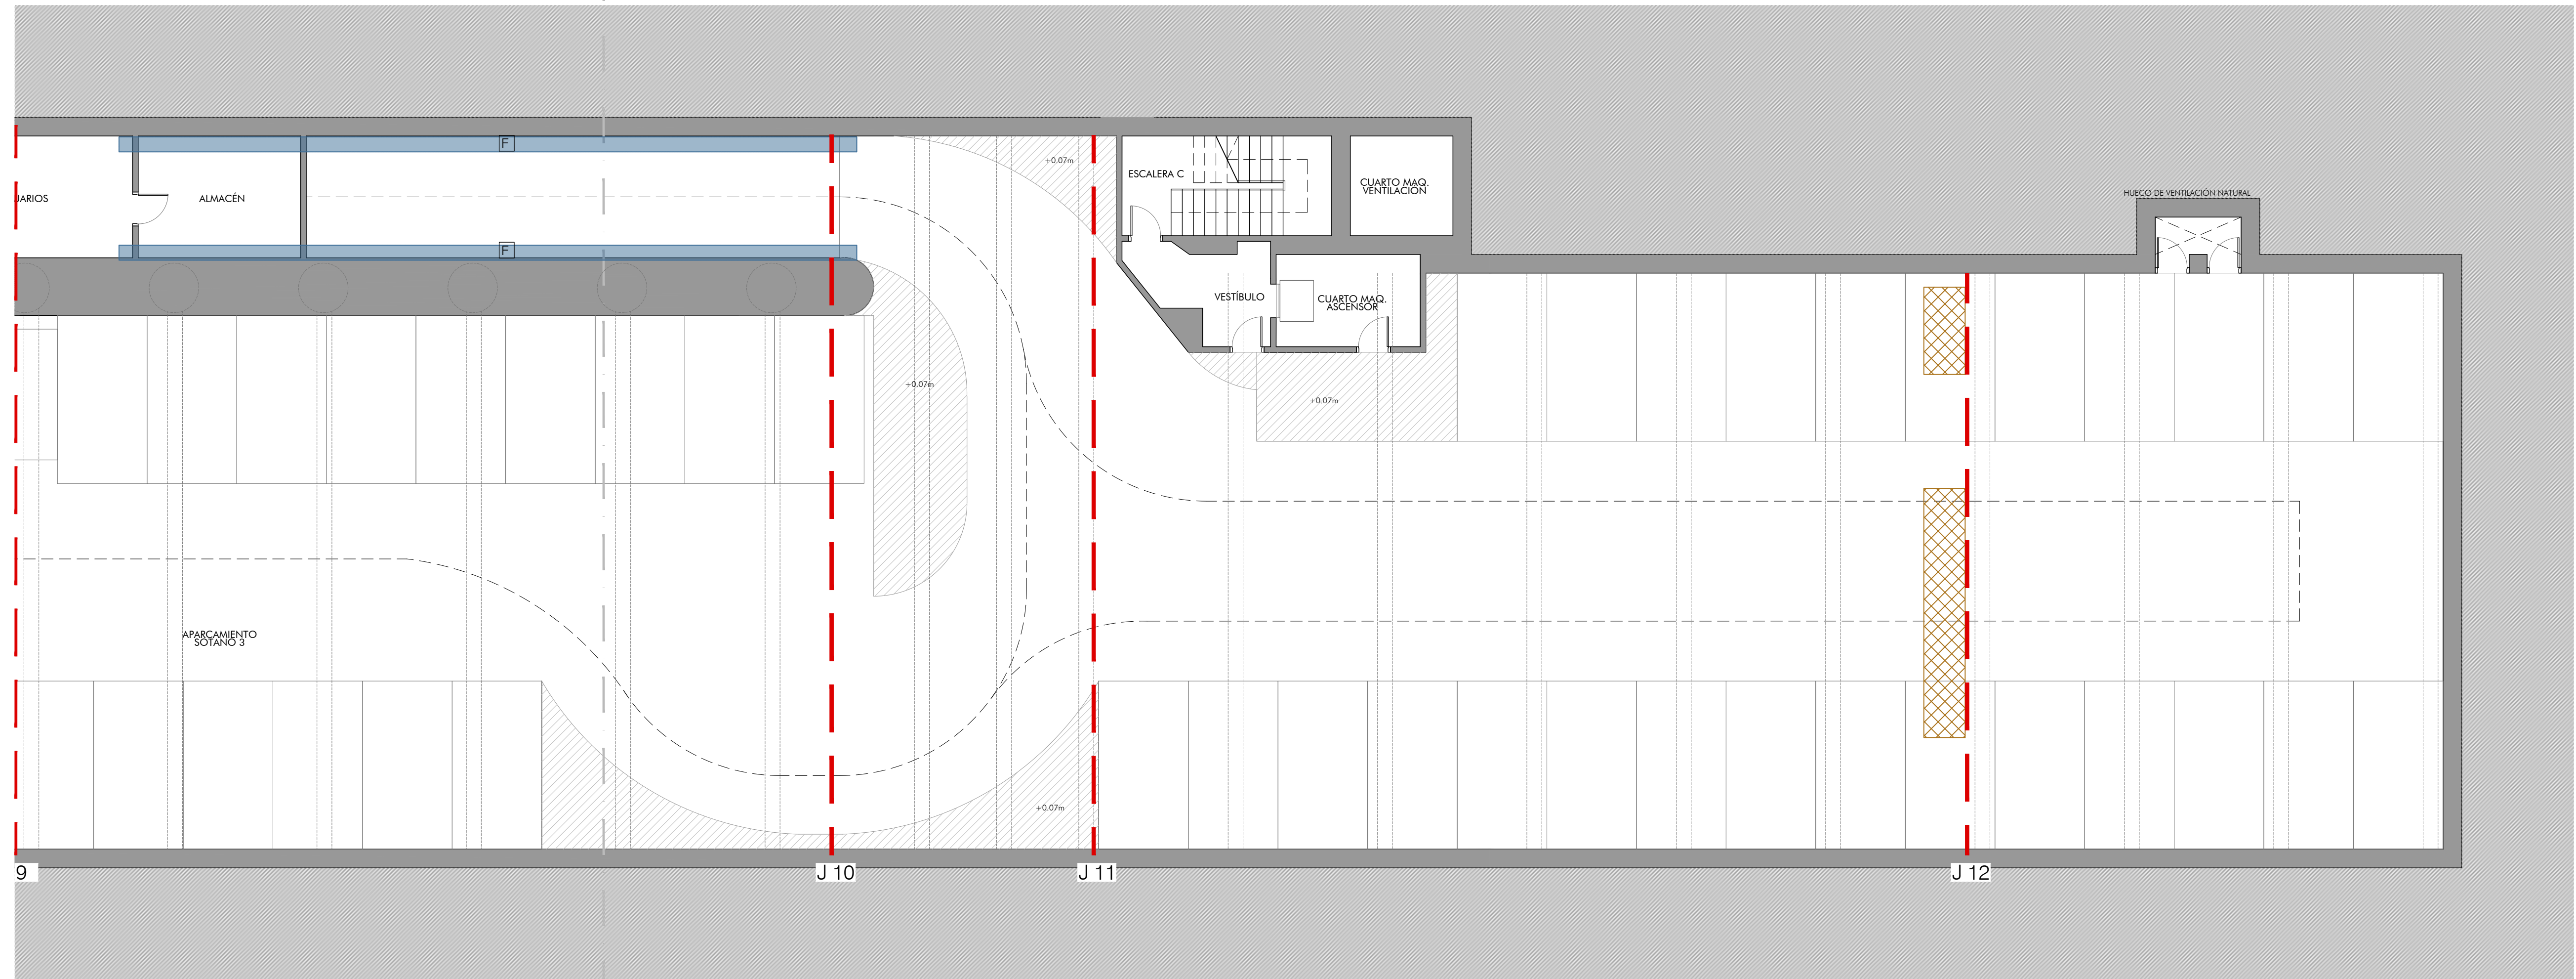 F
+0.07m
ESCALERA C
CUARTO MAQ.
VENTILACIÓN
HUECO DE VENTILACIÓN NATURAL
JARIOS
ALMACÉN
F
VESTÍBULO
CUARTO MAQ.
ASCENSOR
+0.07m
+0.07m
APARCAMIENTO
SOTANO 3
+0.07m
9
J 10
J 11
J 12